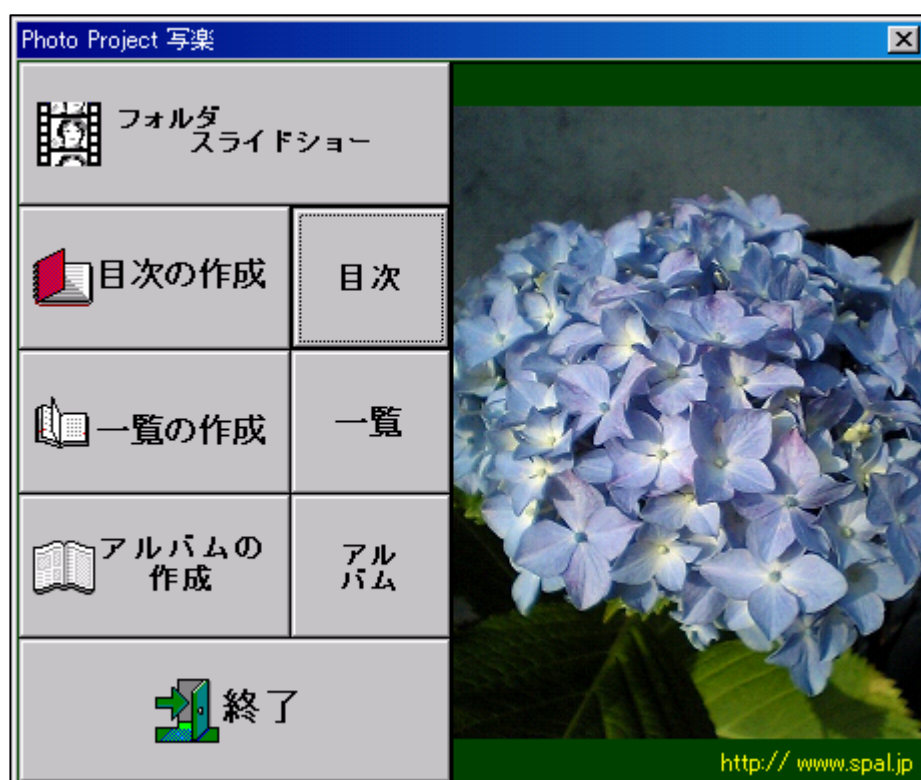 Photo Project 写楽
フォルダ
スライドショー
目次の作成
目次
一覧の作成
一覧
アルバムの
作成
アル
バム
終了
http:// www.spal.jp